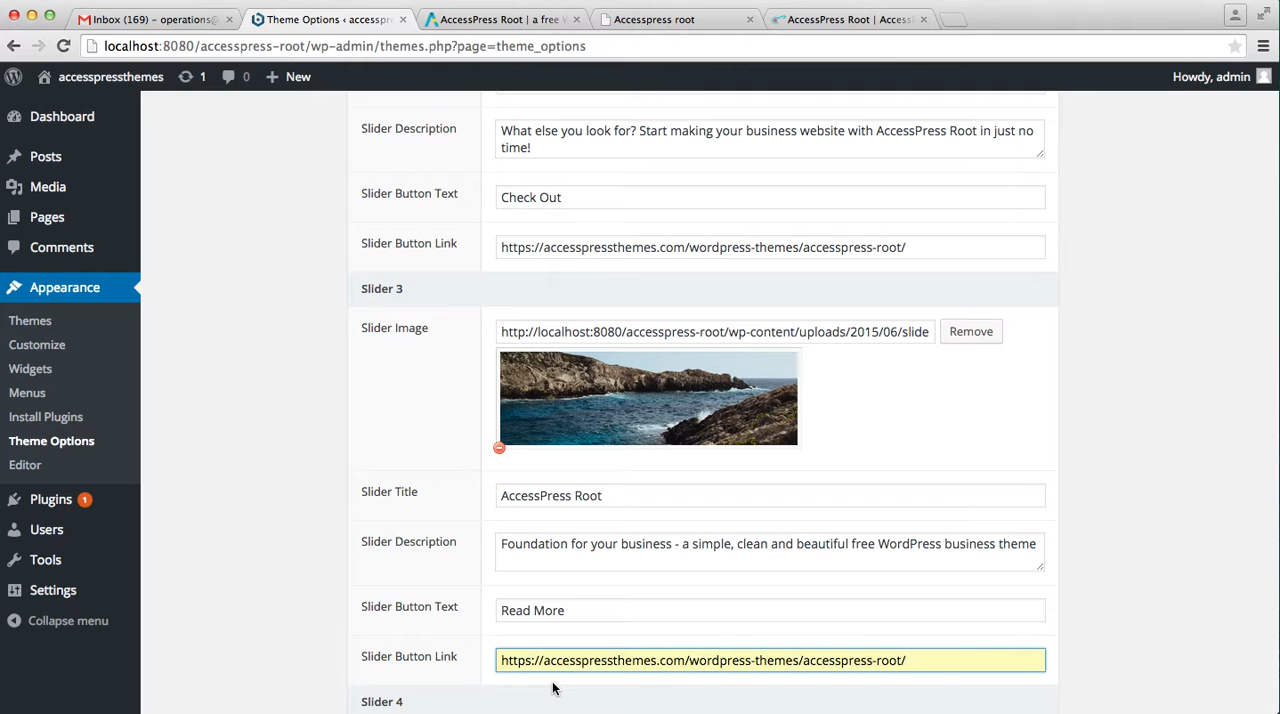 Inbox (169) – operations@
Theme Options ‹ accesspr
AccessPress Root | a free W
Accesspress root
AccessPress Root | Access
localhost:8080/accesspress-root/wp-admin/themes.php?page=theme_options
accesspressthemes
1
0
New
Howdy, admin
Dashboard
Posts
Media
Pages
Comments
Appearance
Themes
Customize
Widgets
Menus
Install Plugins
Theme Options
Editor
Plugins 1
Users
Tools
Settings
Collapse menu
Slider Description
What else you look for? Start making your business website with AccessPress Root in just no
time!
Slider Button Text
Check Out
Slider Button Link
https://accesspressthemes.com/wordpress-themes/accesspress-root/
Slider 3
Slider Image
http://localhost:8080/accesspress-root/wp-content/uploads/2015/06/slide
Remove
Slider Title
AccessPress Root
Slider Description
Foundation for your business - a simple, clean and beautiful free WordPress business theme
Slider Button Text
Read More
Slider Button Link
https://accesspressthemes.com/wordpress-themes/accesspress-root/
Slider 4